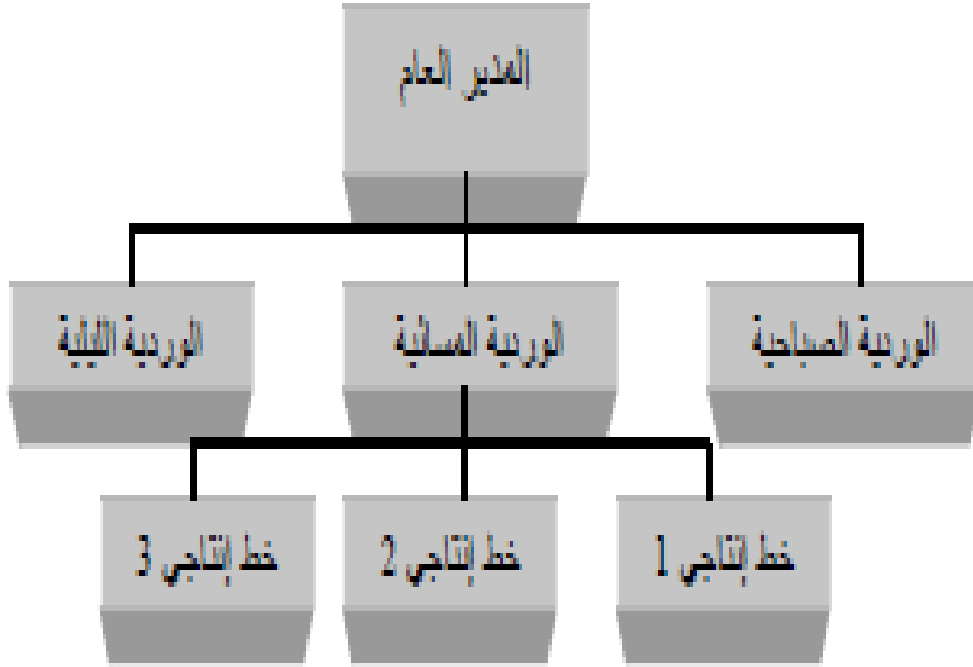 المدير العام
الوردية الصباحية
الوردية المسائية
الوردية الليلية
خط إنتاجي 1
خط إنتاجي 2
خط إنتاجي 3